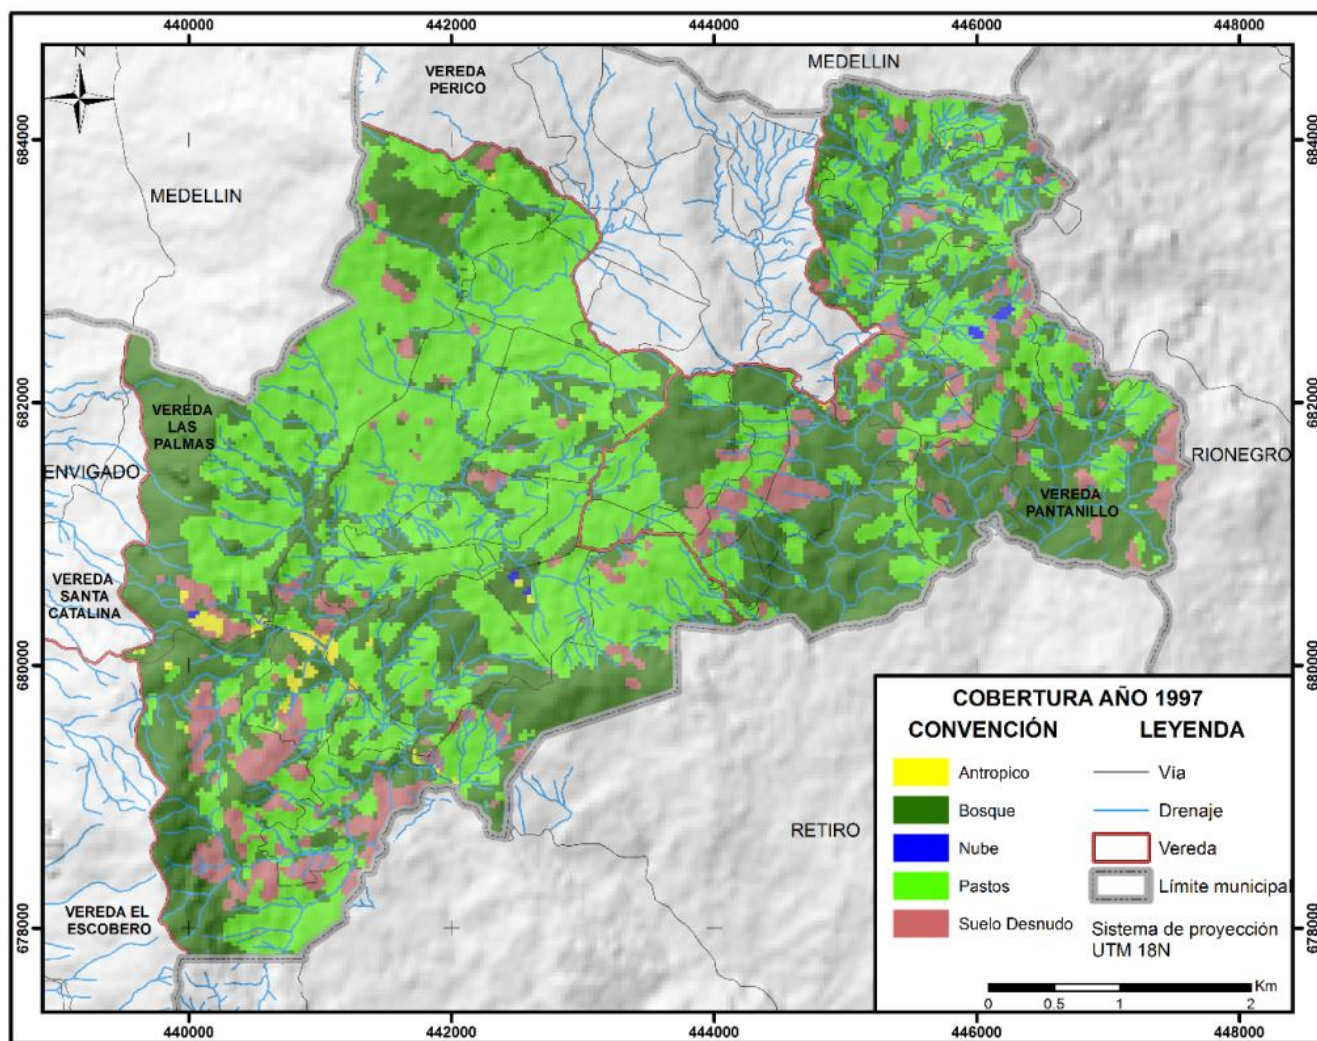 440000
442000
444000
446000
448000
N
MEDELLIN
VEREDA
PERICO
684000
684000
MEDELLIN
682000
682000
VEREDA
LAS
PALMAS
ENVIGADO
RIONEGRO
VEREDA
PANTANILLO
VEREDA
SANTA
CATALINA
680000
680000
COBERTURA AÑO 1997
CONVENCIÓN
LEYENDA
Antropico
Vía
Bosque
Drenaje
Nube
Vereda
Pastos
Límite municipal
Suelo Desnudo
Sistema de proyección
UTM 18N
RETIRO
VEREDA EL
ESCOBERO
678000
678000
Km
0
0.5
1
2
440000
442000
444000
446000
448000